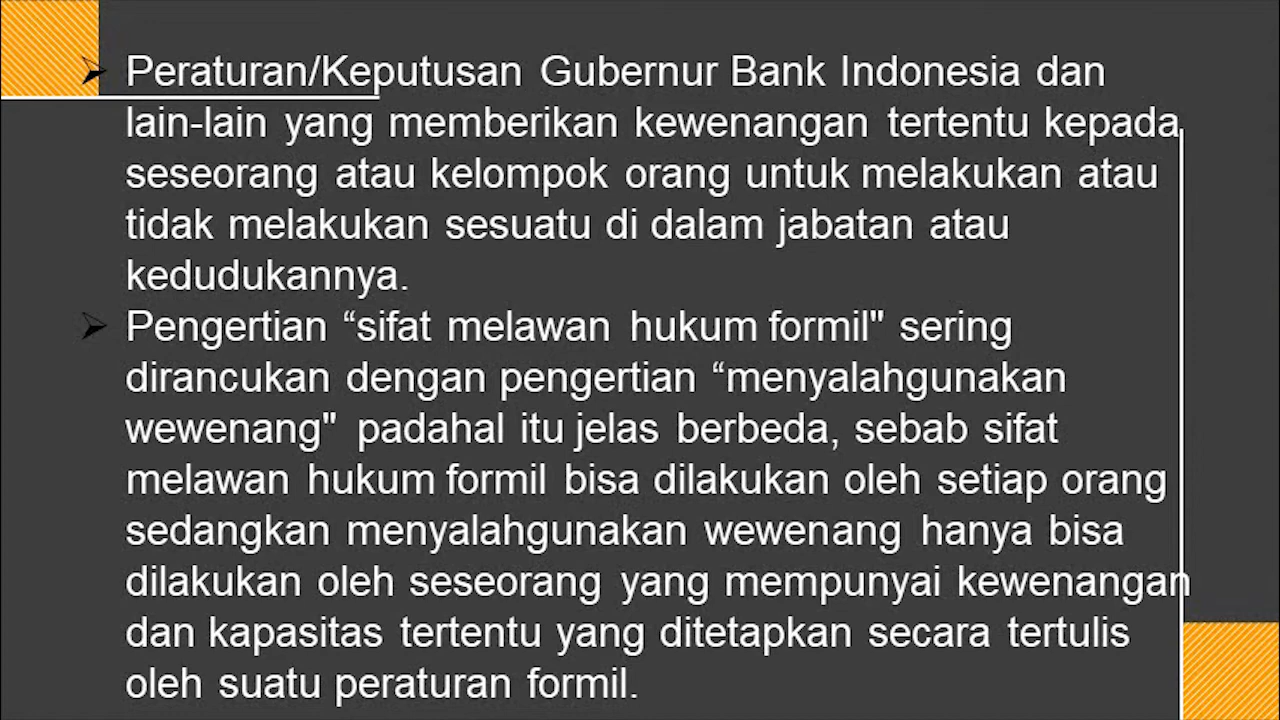 Peraturan/Keputusan Gubernur Bank Indonesia dan
lain-lain yang memberikan kewenangan tertentu kepada
seseorang atau kelompok orang untuk melakukan atau
tidak melakukan sesuatu di dalam jabatan atau
kedudukannya.
Pengertian “sifat melawan hukum formil" sering
dirancukan dengan pengertian “menyalahgunakan
wewenang" padahal itu jelas berbeda, sebab sifat
melawan hukum formil bisa dilakukan oleh setiap orang
sedangkan menyalahgunakan wewenang hanya bisa
dilakukan oleh seseorang yang mempunyai kewenangan
dan kapasitas tertentu yang ditetapkan secara tertulis
oleh suatu peraturan formil.